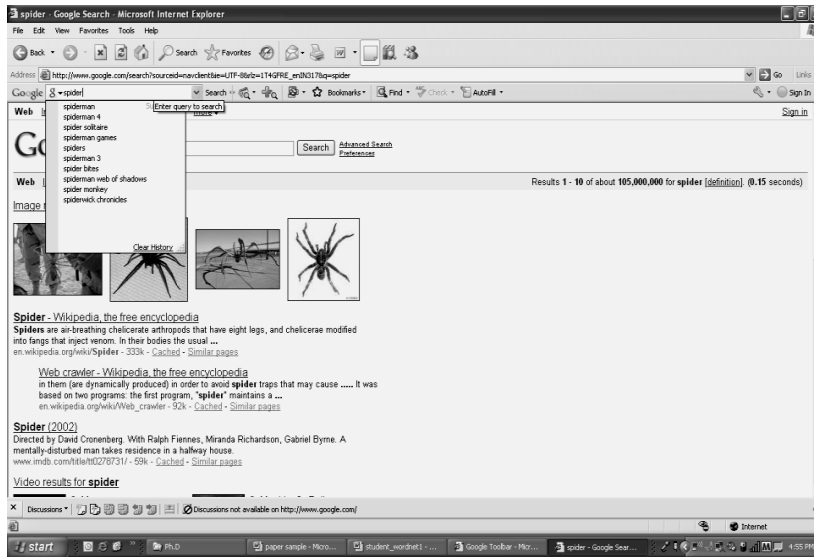 spider - Google Search - Microsoft Internet Explorer
File Edit View Favorites Tools Help
Back Search Favorites
Address http://www.google.com/search?sourceid=navclient&ie=UTF-8&rlz=1T4GFRE_enIN317&q=spider Go Links
Google spider Search Bookmarks Find Check AutoFill Sign In
spiderman
Enter query to search
spiderman 4
spider solitaire
spiderman games
spiders
spiderman 3
spider bites
spiderman web of shadows
spider monkey
spiderwick chronicles
Clear History
Web more Sign in
Search Advanced Search
Preferences
Web Results 1 - 10 of about 105,000,000 for spider [definition]. (0.15 seconds)
Image
Spider - Wikipedia, the free encyclopedia
Spiders are air-breathing chelicerate arthropods that have eight legs, and chelicerae modified
into fangs that inject venom. In their bodies the usual ...
en.wikipedia.org/wiki/Spider - 333k - Cached - Similar pages
Web crawler - Wikipedia, the free encyclopedia
in them (are dynamically produced) in order to avoid spider traps that may cause ..... It was
based on two programs: the first program, "spider" maintains a ...
en.wikipedia.org/wiki/Web_crawler - 92k - Cached - Similar pages
Spider (2002)
Directed by David Cronenberg. With Ralph Fiennes, Miranda Richardson, Gabriel Byrne. A
mentally-disturbed man takes residence in a halfway house.
www.imdb.com/title/tt0278731/ - 59k - Cached - Similar pages
Video results for spider
Discussions Discussions not available on http://www.google.com/
Internet
start Ph.D paper sample - Micro... student_wordnet1 - ... Google Toolbar - Micr... spider - Google Sear... 4:55 PM